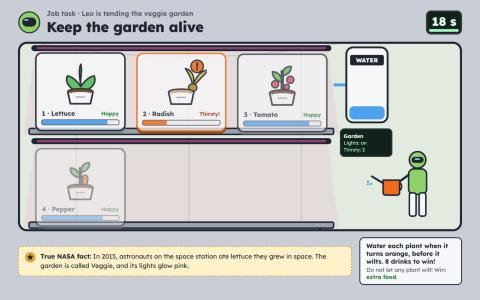 Job task · Leo is tending the veggie garden
Keep the garden alive
18 s
WATER
1 · Lettuce Happy
2 · Radish Thirsty!
3 · Tomato Happy
Garden
Lights: on
Thirsty: 2
4 · Pepper Happy
True NASA fact: In 2015, astronauts on the space station ate lettuce they grew in space. The
garden is called Veggie, and its lights glow pink.
Water each plant when it
turns orange, before it
wilts. 8 drinks to win!
Do not let any plant wilt! Win:
extra food.